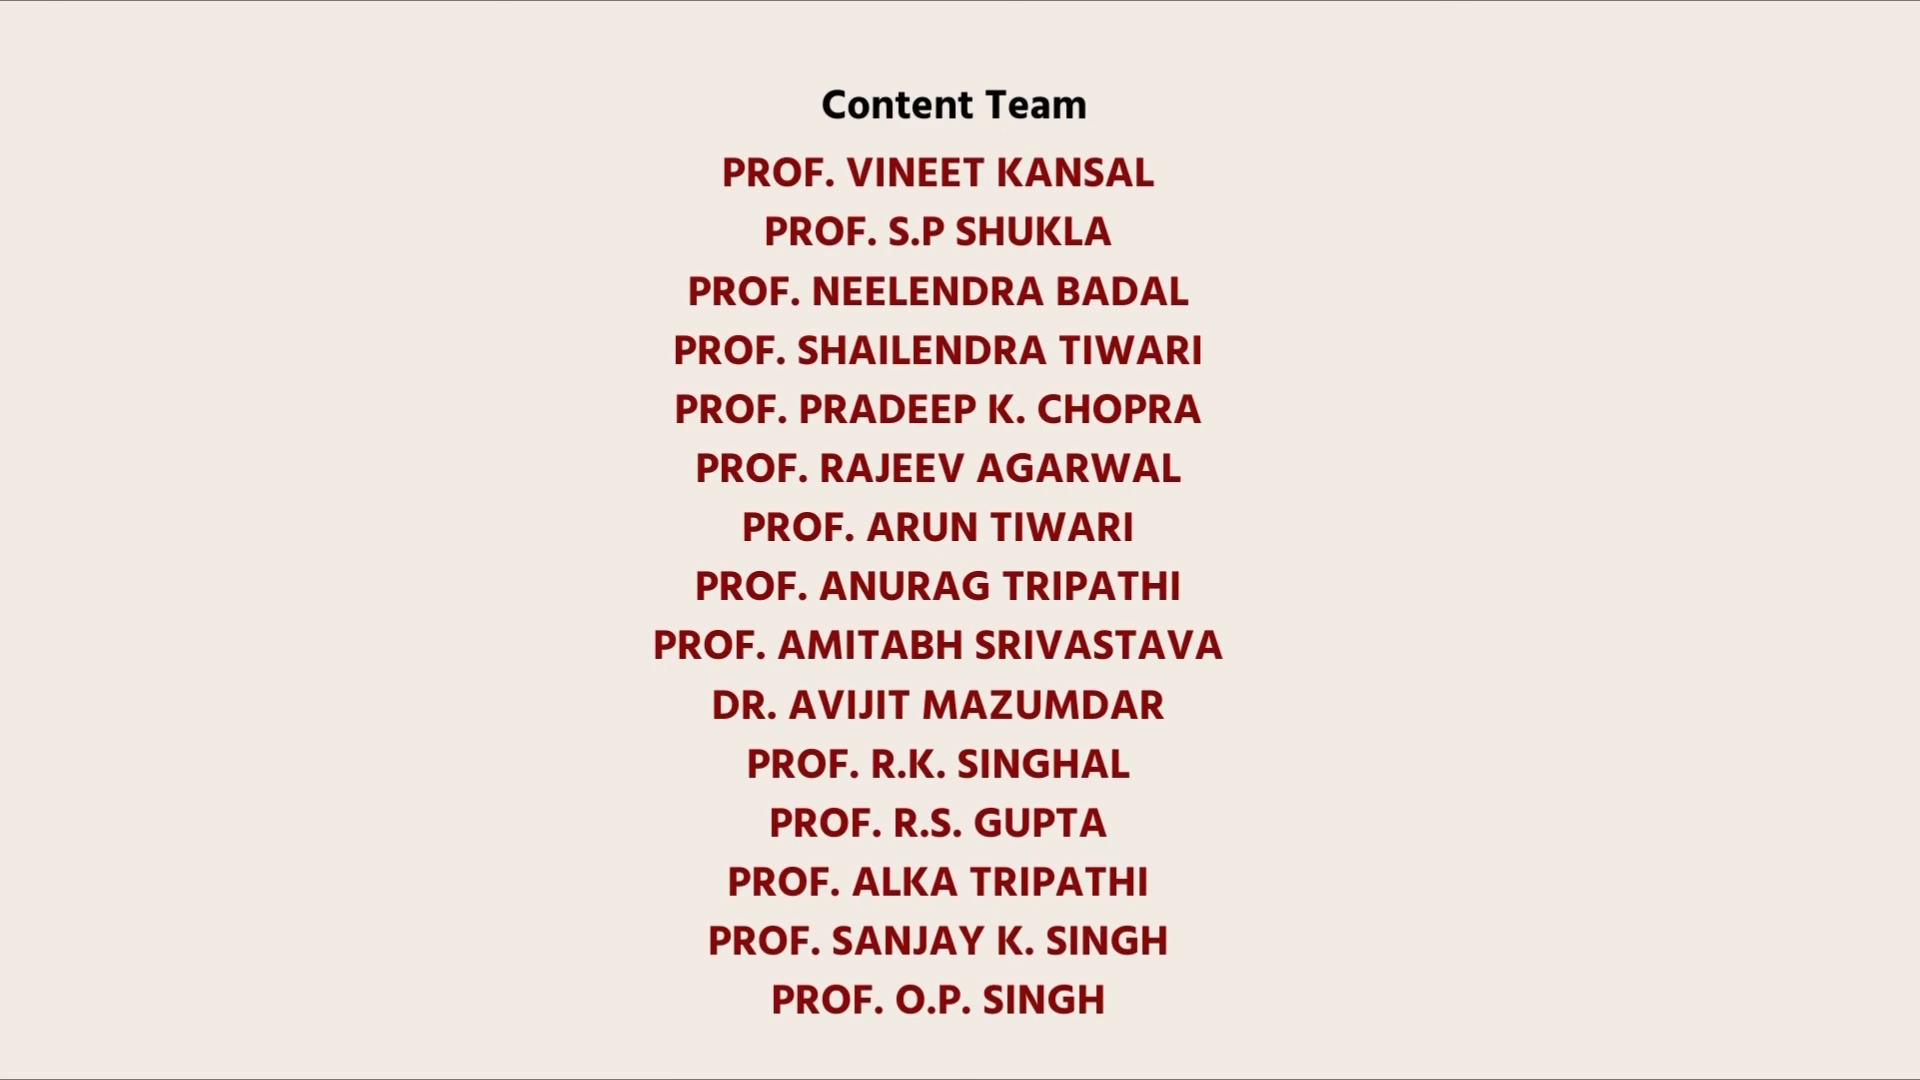 Content Team
PROF. VINEET KANSAL
PROF. S.P SHUKLA
PROF. NEELENDRA BADAL
PROF. SHAILENDRA TIWARI
PROF. PRADEEP K. CHOPRA
PROF. RAJEEV AGARWAL
PROF. ARUN TIWARI
PROF. ANURAG TRIPATHI
PROF. AMITABH SRIVASTAVA
DR. AVIJIT MAZUMDAR
PROF. R.K. SINGHAL
PROF. R.S. GUPTA
PROF. ALKA TRIPATHI
PROF. SANJAY K. SINGH
PROF. O.P. SINGH